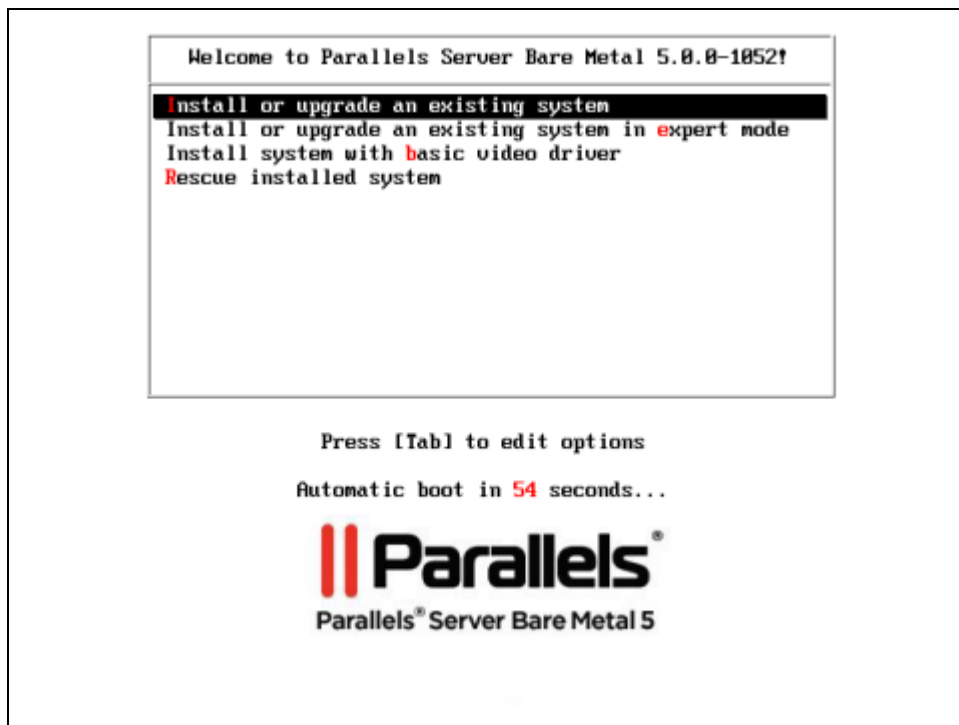 Welcome to Parallels Server Bare Metal 5.0.0-1052!
Install or upgrade an existing system
Install or upgrade an existing system in expert mode
Install system with basic video driver
Rescue installed system
Press [Tab] to edit options
Automatic boot in 54 seconds...
Parallels®
Parallels® Server Bare Metal 5